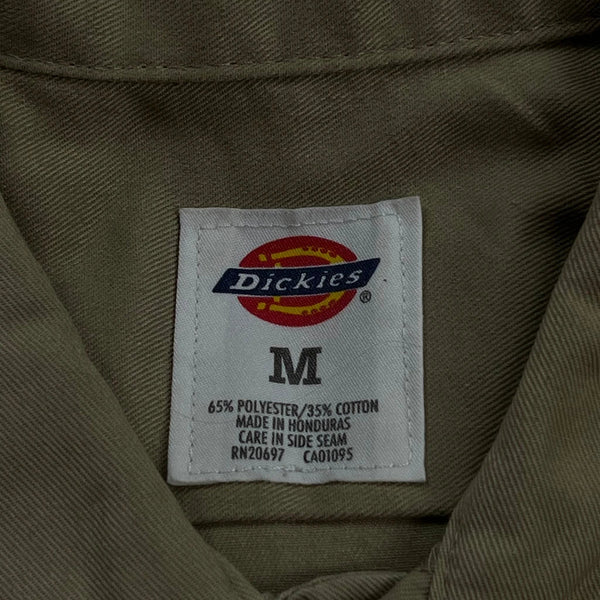 Dickies
®
M
65% POLYESTER/35% COTTON
MADE IN HONDURAS
CARE IN SIDE SEAM
RN20697 CA01095